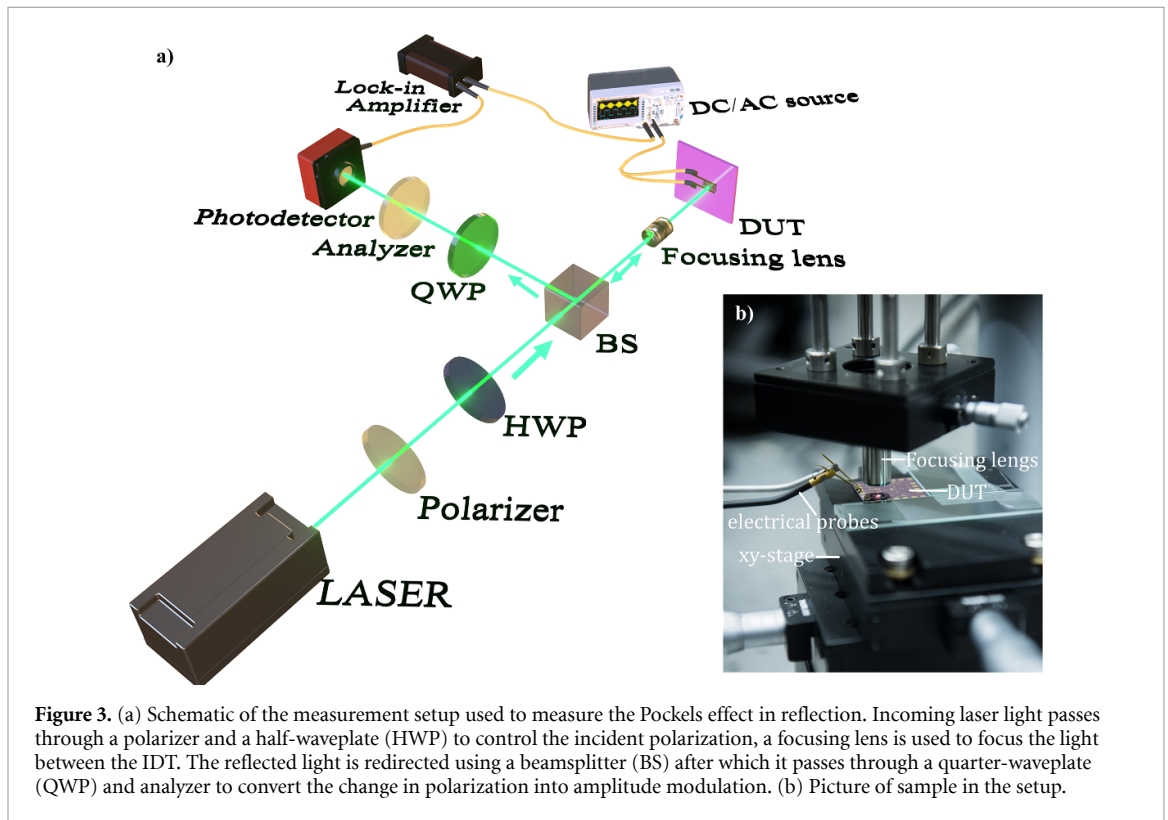 a)
Lock-in
Amplifier
DC/AC source
Photodetector
Analyzer
QWP
DUT
Focusing lens
BS
HWP
Polarizer
LASER
b)
Focusing lengs
DUT
electrical probes
xy-stage
Figure 3. (a) Schematic of the measurement setup used to measure the Pockels effect in reflection. Incoming laser light passes
through a polarizer and a half-waveplate (HWP) to control the incident polarization, a focusing lens is used to focus the light
between the IDT. The reflected light is redirected using a beamsplitter (BS) after which it passes through a quarter-waveplate
(QWP) and analyzer to convert the change in polarization into amplitude modulation. (b) Picture of sample in the setup.